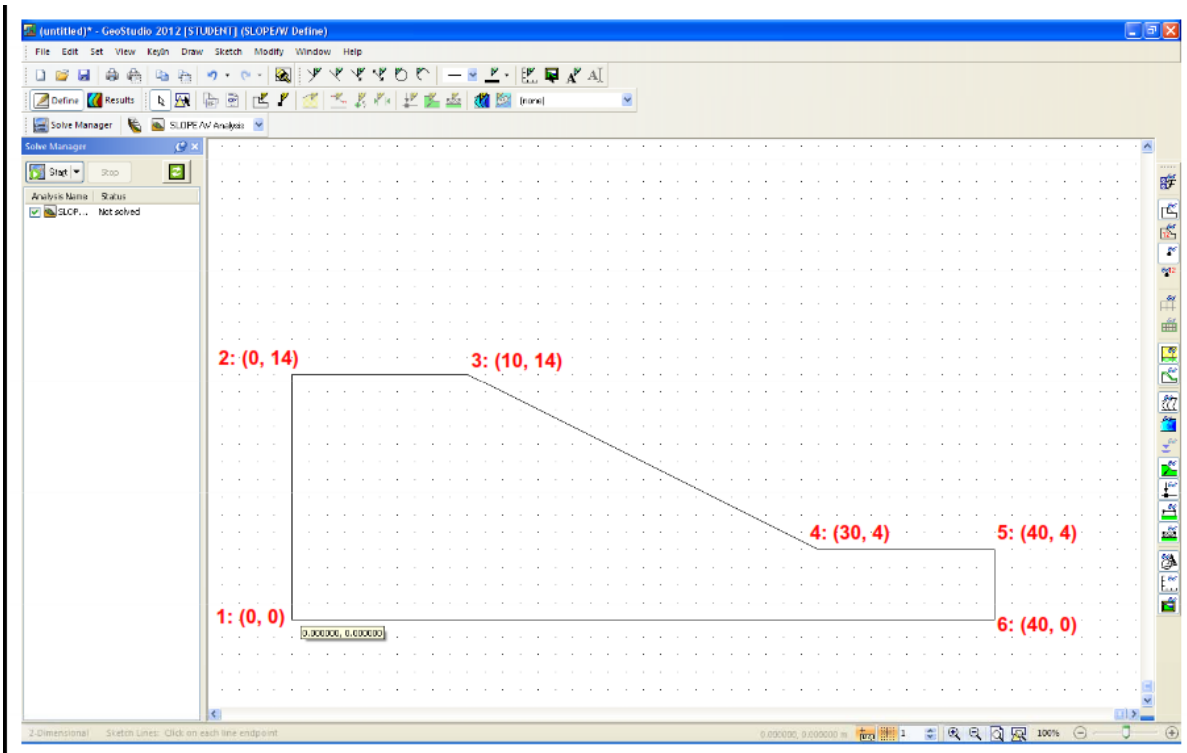 (untitled)* - GeoStudio 2012 [STUDENT] (SLOPE/W Define)
File Edit Set View KeyIn Draw Sketch Modify Window Help
Define Results (none)
Solve Manager SLOPE/W Analysis
Solve Manager
Start Stop
Analysis Name Status
SLOP... Not solved
2: (0, 14)
3: (10, 14)
4: (30, 4)
5: (40, 4)
1: (0, 0)
0.000000, 0.000000
6: (40, 0)
2-Dimensional Sketch Lines: Click on each line endpoint 0.000000, 0.000000 m 1 100%